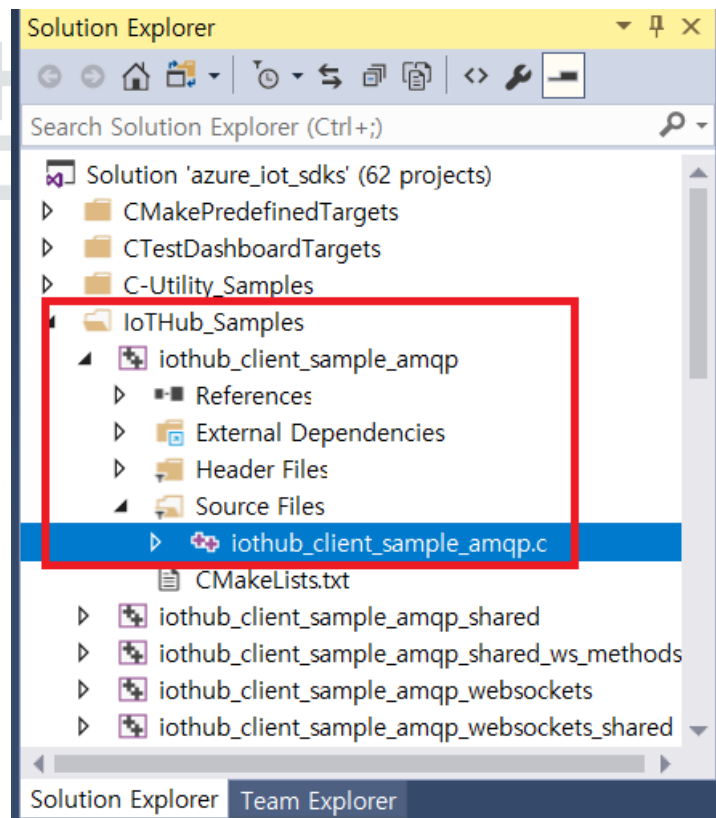 Solution Explorer
Search Solution Explorer (Ctrl+;)
Solution 'azure_iot_sdks' (62 projects)
CMakePredefinedTargets
CTestDashboardTargets
C-Utility_Samples
IoTHub_Samples
iothub_client_sample_amqp
References
External Dependencies
Header Files
Source Files
iothub_client_sample_amqp.c
CMakeLists.txt
iothub_client_sample_amqp_shared
iothub_client_sample_amqp_shared_ws_methods
iothub_client_sample_amqp_websockets
iothub_client_sample_amqp_websockets_shared
Solution Explorer Team Explorer